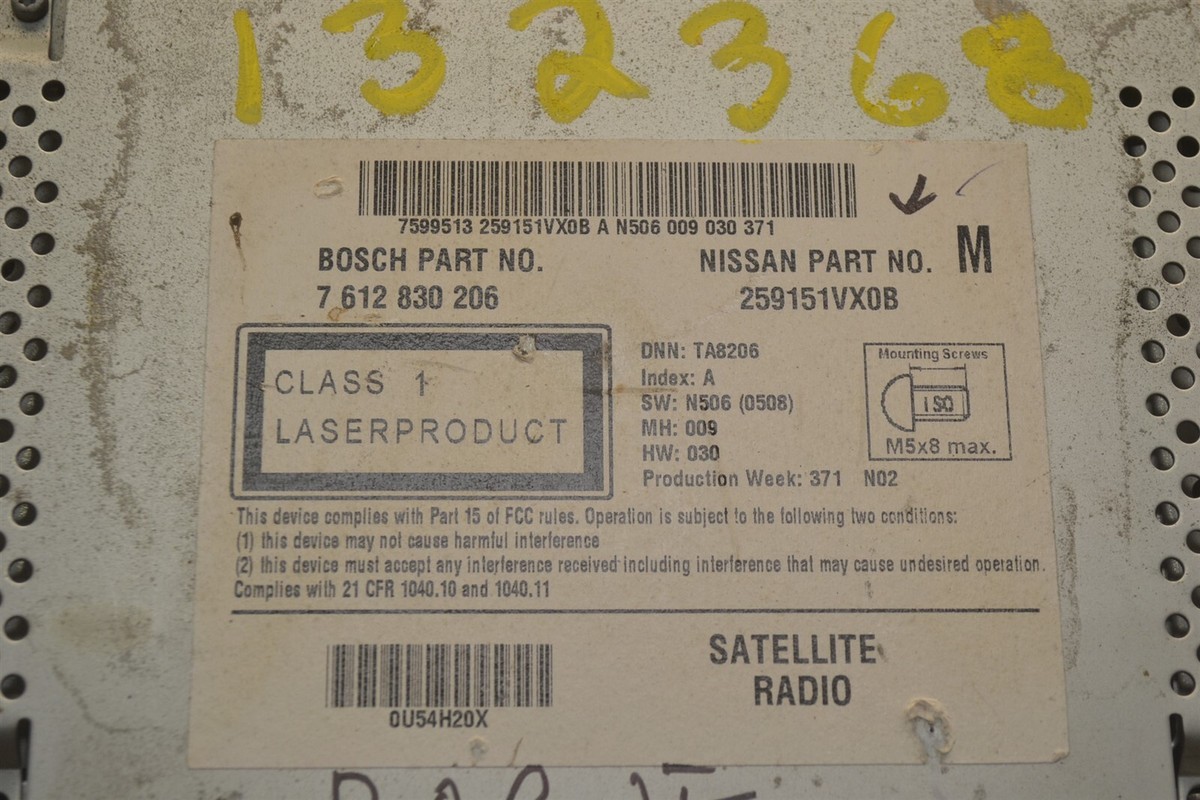 132368
7599513 259151VX0B A N506 009 030 371
BOSCH PART NO.
7 612 830 206
NISSAN PART NO. M
259151VX0B
CLASS 1
LASERPRODUCT
DNN: TA8206
Index: A
SW: N506 (0508)
MH: 009
HW: 030
Production Week: 371 N02
Mounting Screws
ISO
M5x8 max.
This device complies with Part 15 of FCC rules. Operation is subject to the following two conditions:
(1) this device may not cause harmful interference
(2) this device must accept any interference received including interference that may cause undesired operation.
Complies with 21 CFR 1040.10 and 1040.11
0U54H20X
SATELLITE
RADIO